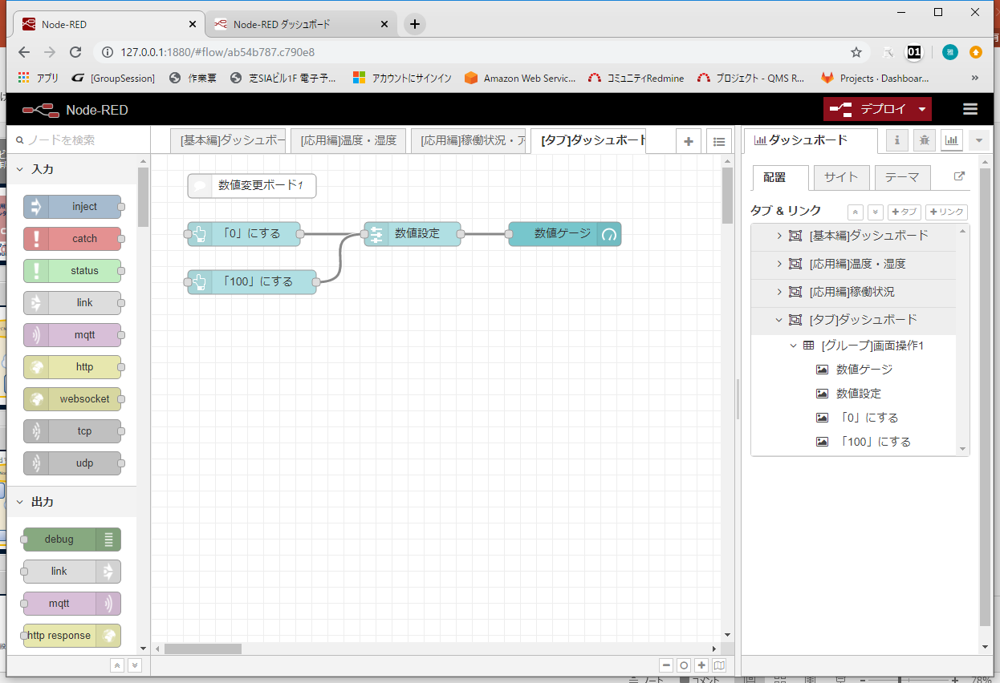 Node-RED
Node-RED ダッシュボード
127.0.0.1:1880/#flow/ab54b787.c790e8
01
雅
アプリ
[GroupSession]
作業票
芝SIAビル1F 電子予...
アカウントにサインイン
Amazon Web Servic...
コミュニティRedmine
プロジェクト - QMS R...
Projects · Dashboar...
»
Node-RED
デプロイ
ノードを検索
[基本編]ダッシュボー
[応用編]温度・湿度
[応用編]稼働状況・ア
[タブ]ダッシュボート
ダッシュボード
入力
inject
catch
status
link
mqtt
http
websocket
tcp
udp
出力
debug
link
mqtt
http response
数値変更ボード1
「0」にする
数値設定
数値ゲージ
「100」にする
配置
サイト
テーマ
タブ & リンク
+タブ
+リンク
[基本編]ダッシュボード
[応用編]温度・湿度
[応用編]稼働状況
[タブ]ダッシュボード
[グループ]画面操作1
数値ゲージ
数値設定
「0」にする
「100」にする
ノート
コメント
78%